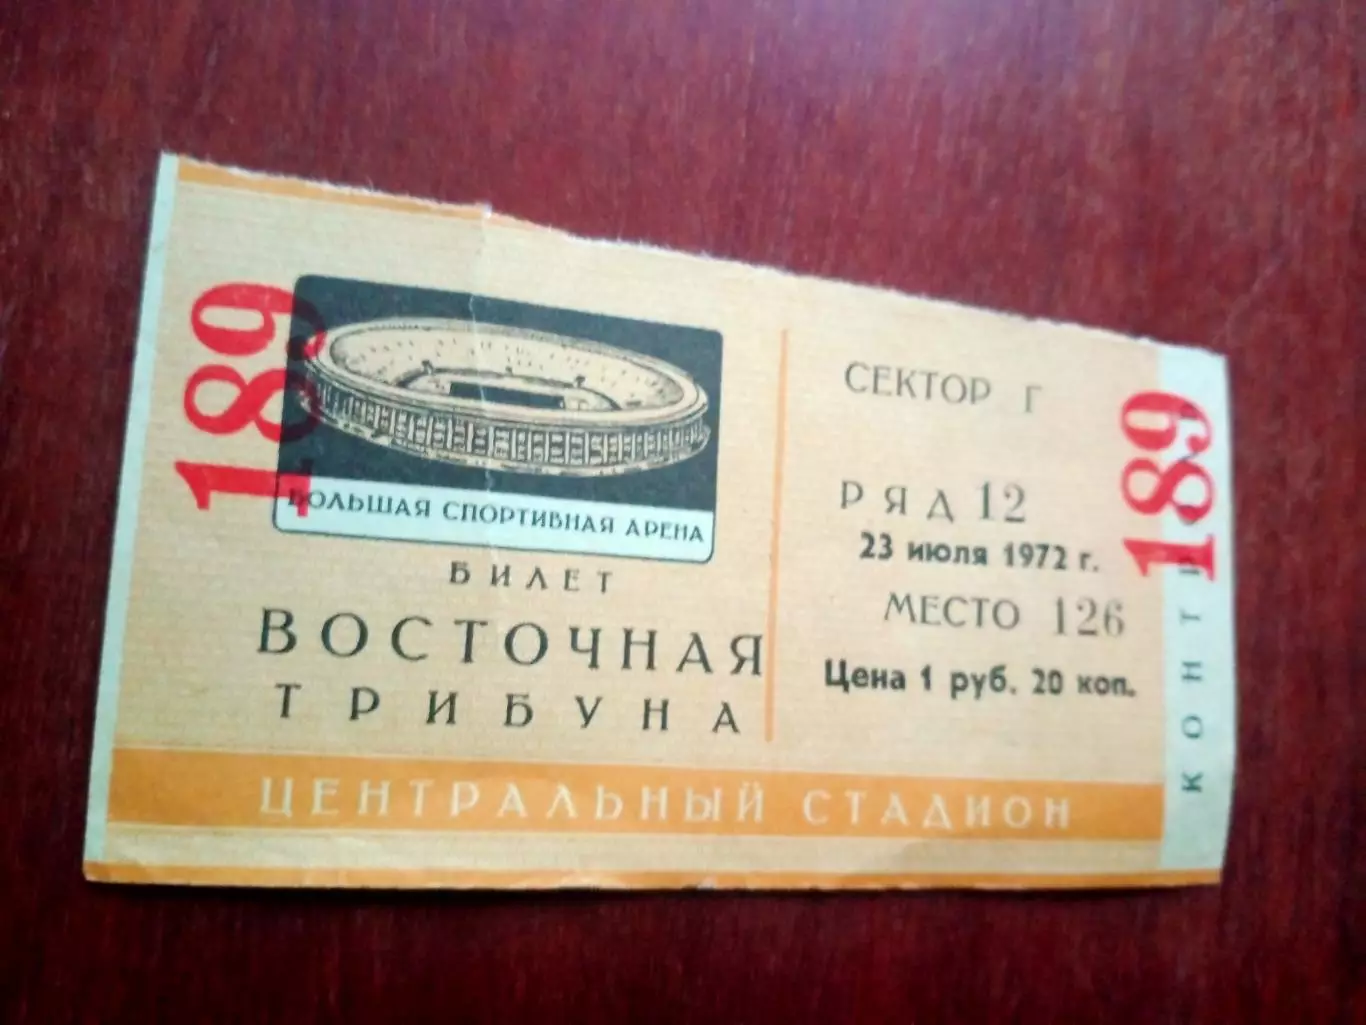 189
БОЛЬШАЯ СПОРТИВНАЯ АРЕНА
БИЛЕТ
ВОСТОЧНАЯ
ТРИБУНА
СЕКТОР Г
РЯД 12
23 июля 1972 г.
МЕСТО 126
Цена 1 руб. 20 коп.
ЦЕНТРАЛЬНЫЙ СТАДИОН
189